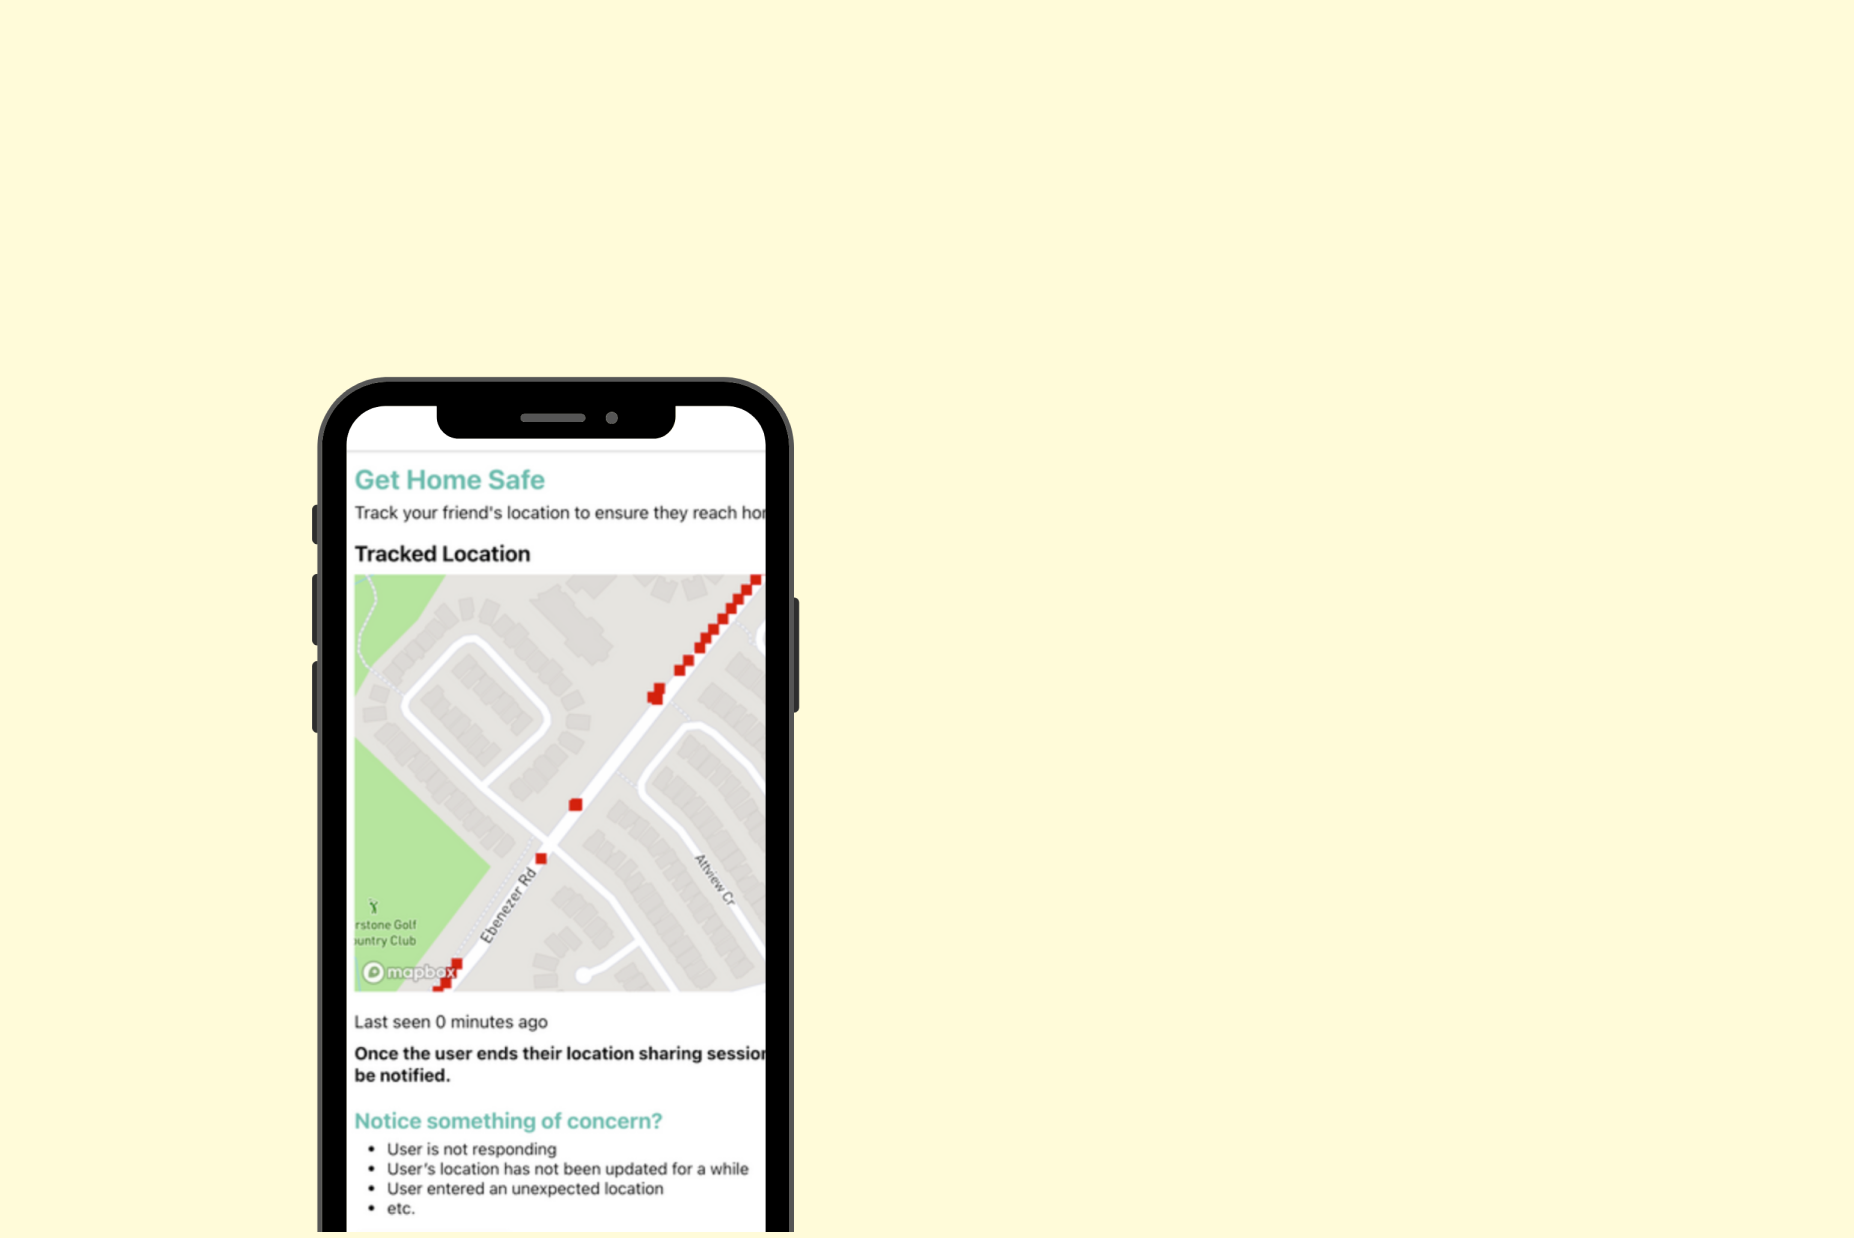 Get Home Safe
Track your friend's location to ensure they reach hor
Tracked Location
Attview Cr
Ebenezer Rd
rstone Golf
ountry Club
mapbox
Last seen 0 minutes ago
Once the user ends their location sharing session
be notified.
Notice something of concern?
• User is not responding
• User's location has not been updated for a while
• User entered an unexpected location
• etc.